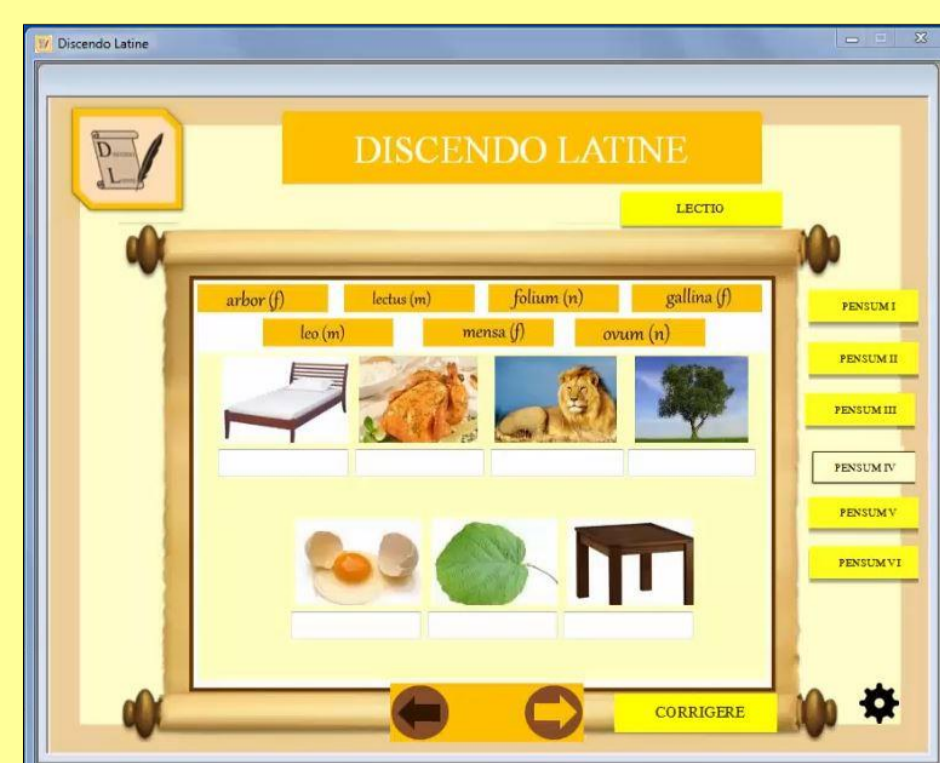 Discendo Latine
DISCENDO LATINE
LECTIO
arbor (f)
lectus (m)
folium (n)
gallina (f)
leo (m)
mensa (f)
ovum (n)
PENSUM I
PENSUM II
PENSUM III
PENSUM IV
PENSUM V
PENSUM VI
CORRIGERE